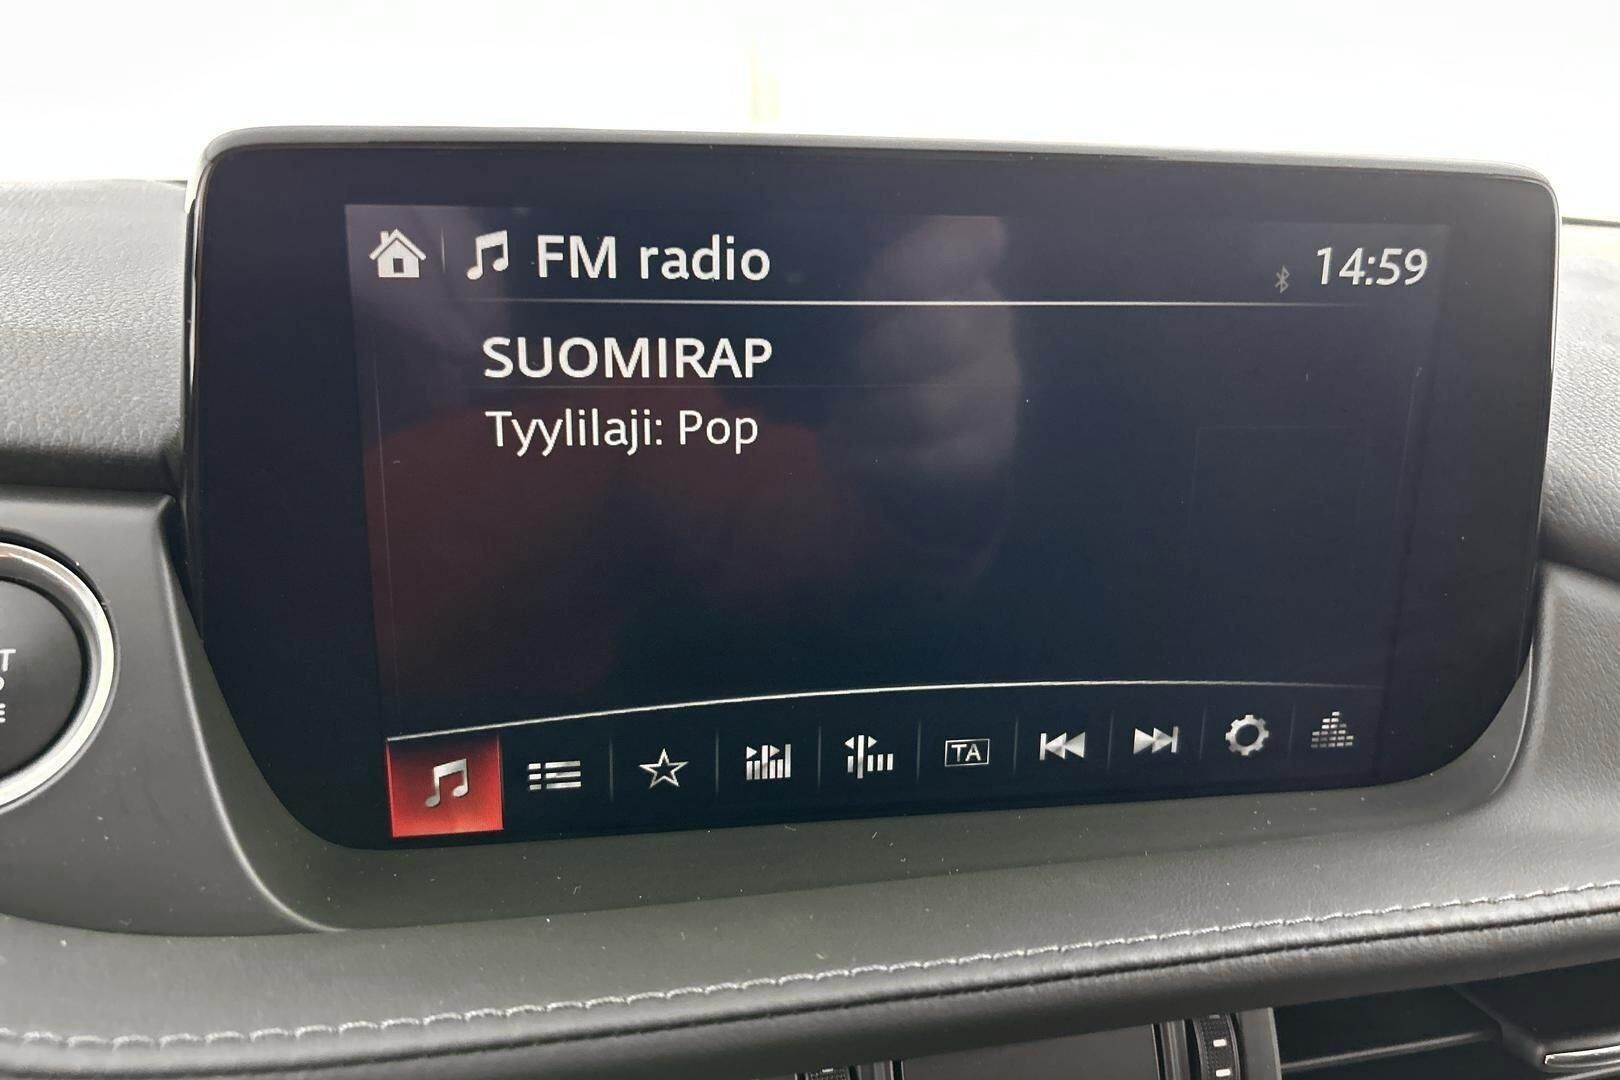 FM radio
14:59
SUOMIRAP
Tyylilaji: Pop
TA